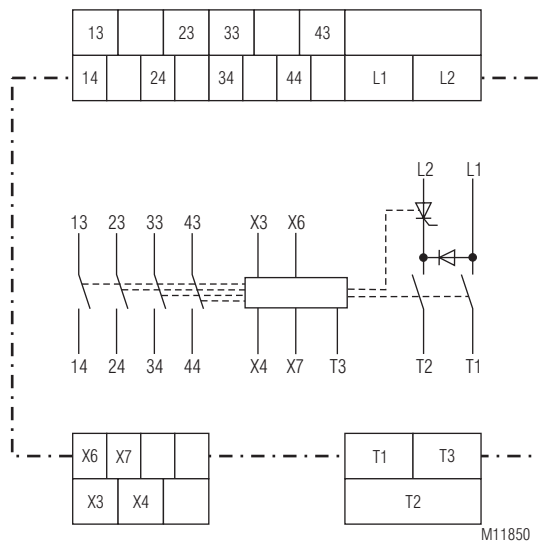 13 23 33 43
14 24 34 44 L1 L2
L2 L1
13 23 33 43 X3 X6
14 24 34 44 X4 X7 T3 T2 T1
X6 X7 T1 T3
X3 X4 T2
M11850